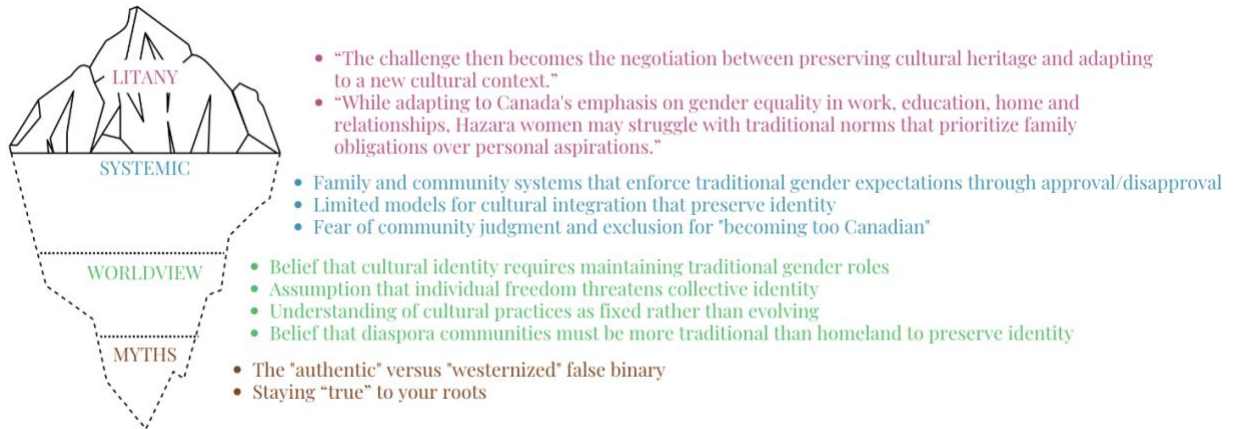 LITANY
• “The challenge then becomes the negotiation between preserving cultural heritage and adapting
to a new cultural context.”
• “While adapting to Canada's emphasis on gender equality in work, education, home and
relationships, Hazara women may struggle with traditional norms that prioritize family
obligations over personal aspirations.”
SYSTEMIC
• Family and community systems that enforce traditional gender expectations through approval/disapproval
• Limited models for cultural integration that preserve identity
• Fear of community judgment and exclusion for "becoming too Canadian"
WORLDVIEW
• Belief that cultural identity requires maintaining traditional gender roles
• Assumption that individual freedom threatens collective identity
• Understanding of cultural practices as fixed rather than evolving
• Belief that diaspora communities must be more traditional than homeland to preserve identity
MYTHS
• The "authentic" versus "westernized" false binary
• Staying “true” to your roots